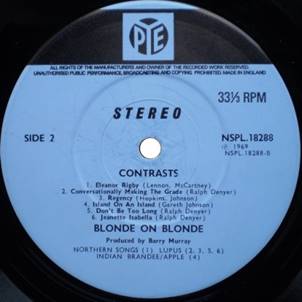 PYE
ALL RIGHTS OF THE MANUFACTURERS AND OWNER OF THE RECORDED WORK RESERVED.
UNAUTHORISED PUBLIC PERFORMANCE, BROADCASTING AND COPYING PROHIBITED. MADE IN ENGLAND
STEREO
33⅓ RPM
SIDE 2
NSPL.18288
℗ 1969
NSPL.18288-B
CONTRASTS
1. Eleanor Rigby (Lennon, McCartney)
2. Conversationally Making The Grade (Ralph Denyer)
3. Regency (Hopkins, Johnson)
4. Island On An Island (Gareth Johnson)
5. Don't Be Too Long (Ralph Denyer)
6. Jeanette Isabella (Ralph Denyer)
BLONDE ON BLONDE
Produced by Barry Murray
NORTHERN SONGS (1) LUPUS (2, 3, 5, 6)
INDIAN BRANDEE/APPLE (4)